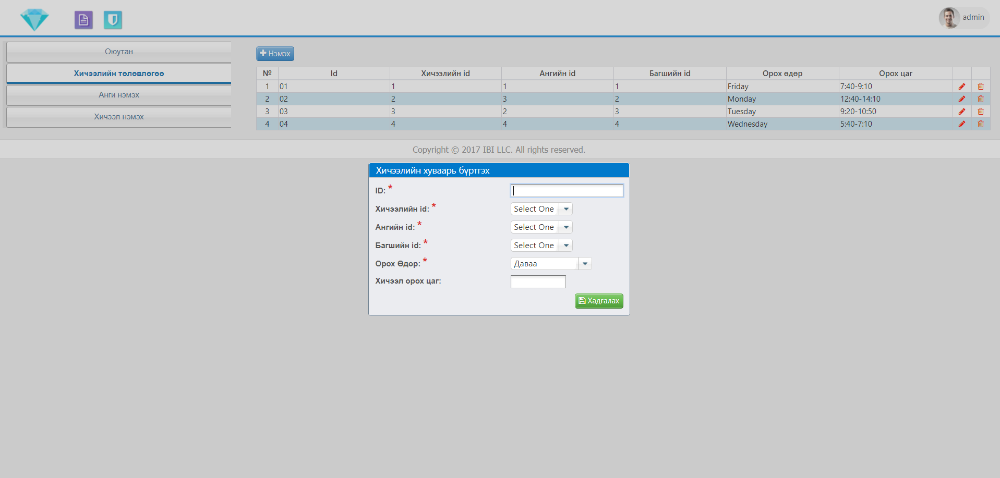 admin
Оюутан
Хичээлийн төлөвлөгөө
Анги нэмэх
Хичээл нэмэх
Нэмэх
№ Id Хичээлийн id Ангийн id Багшийн id Орох өдөр Орох цаг
1 01 1 1 1 Friday 7:40-9:10
2 02 2 3 2 Monday 12:40-14:10
3 03 3 2 3 Tuesday 9:20-10:50
4 04 4 4 4 Wednesday 5:40-7:10
Copyright © 2017 IBI LLC. All rights reserved.
Хичээлийн хуваарь бүртгэх
ID: *
Хичээлийн id: * Select One
Ангийн id: * Select One
Багшийн id: * Select One
Орох Өдөр: * Даваа
Хичээл орох цаг:
Хадгалах